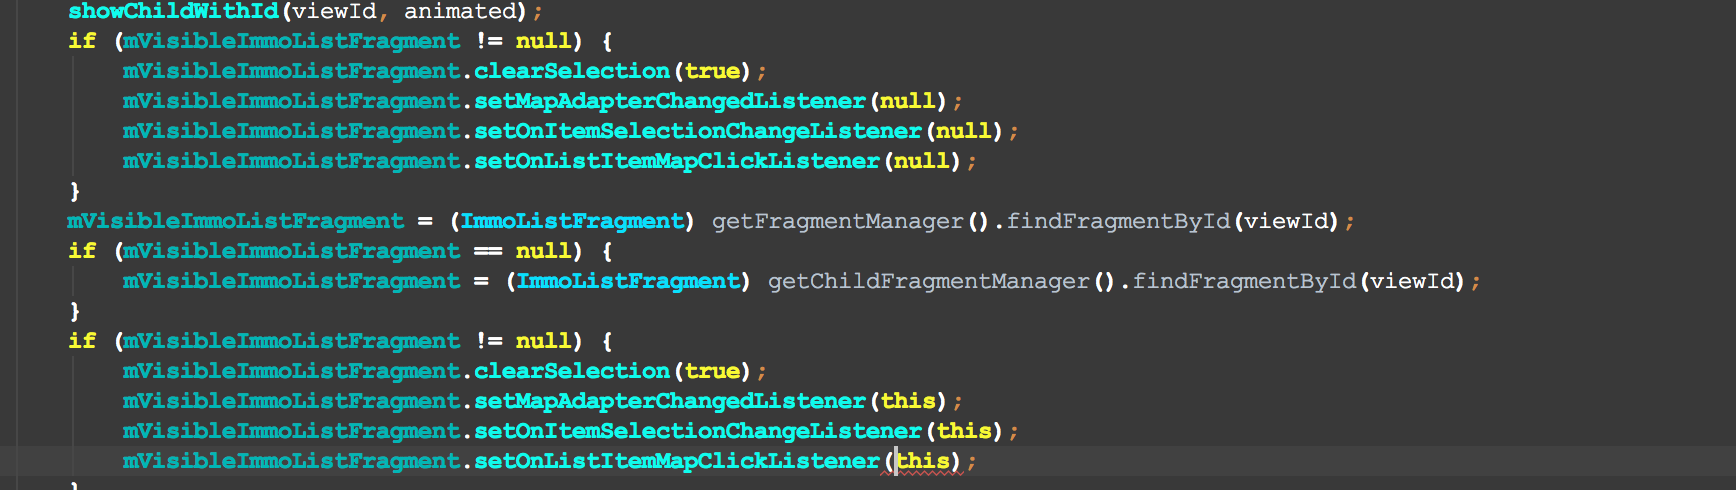 showChildWithId(viewId, animated);
if (mVisibleImmoListFragment != null) {
mVisibleImmoListFragment.clearSelection(true);
mVisibleImmoListFragment.setMapAdapterChangedListener(null);
mVisibleImmoListFragment.setOnItemSelectionChangeListener(null);
mVisibleImmoListFragment.setOnListItemMapClickListener(null);
}
mVisibleImmoListFragment = (ImmoListFragment) getFragmentManager().findFragmentById(viewId);
if (mVisibleImmoListFragment == null) {
mVisibleImmoListFragment = (ImmoListFragment) getChildFragmentManager().findFragmentById(viewId);
}
if (mVisibleImmoListFragment != null) {
mVisibleImmoListFragment.clearSelection(true);
mVisibleImmoListFragment.setMapAdapterChangedListener(this);
mVisibleImmoListFragment.setOnItemSelectionChangeListener(this);
mVisibleImmoListFragment.setOnListItemMapClickListener(this);
}